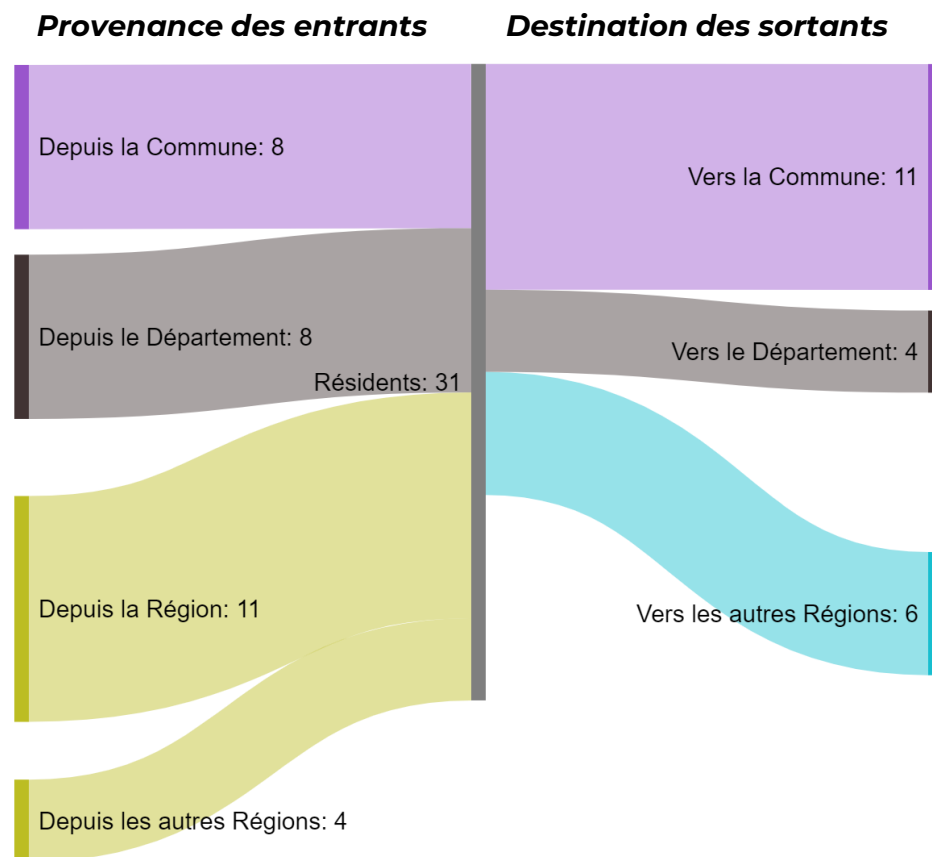 Provenance des entrants
Destination des sortants
Depuis la Commune: 8
Vers la Commune: 11
Depuis le Département: 8
Vers le Département: 4
Résidents: 31
Depuis la Région: 11
Vers les autres Régions: 6
Depuis les autres Régions: 4